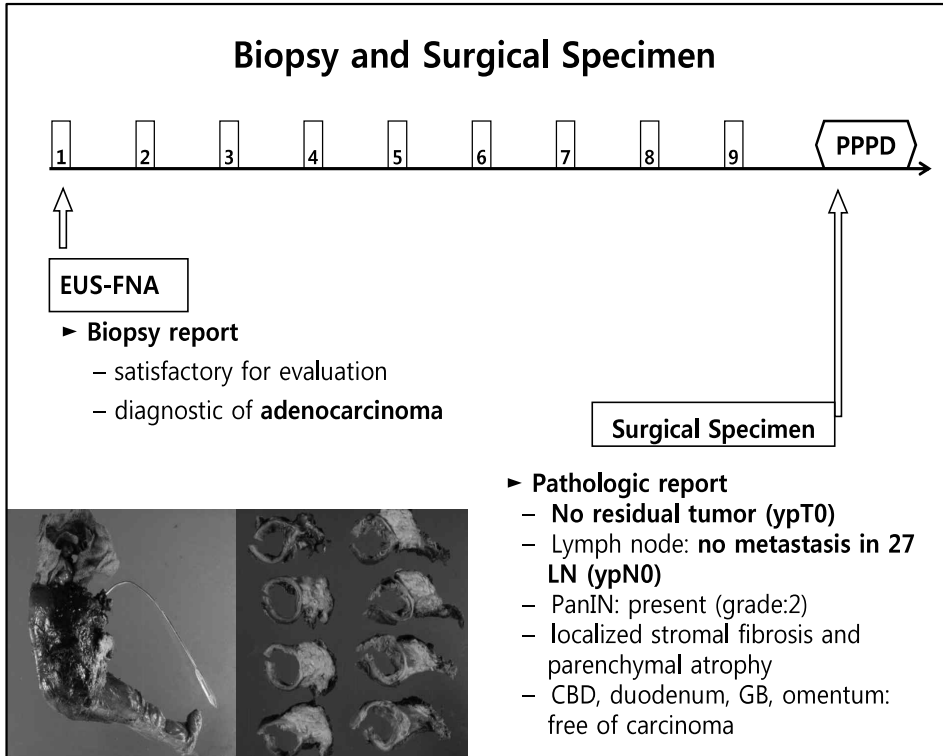 Biopsy and Surgical Specimen
1 2 3 4 5 6 7 8 9 PPPD
EUS-FNA
► Biopsy report
– satisfactory for evaluation
– diagnostic of adenocarcinoma
Surgical Specimen
► Pathologic report
– No residual tumor (ypT0)
– Lymph node: no metastasis in 27
LN (ypN0)
– PanIN: present (grade:2)
– localized stromal fibrosis and
parenchymal atrophy
– CBD, duodenum, GB, omentum:
free of carcinoma